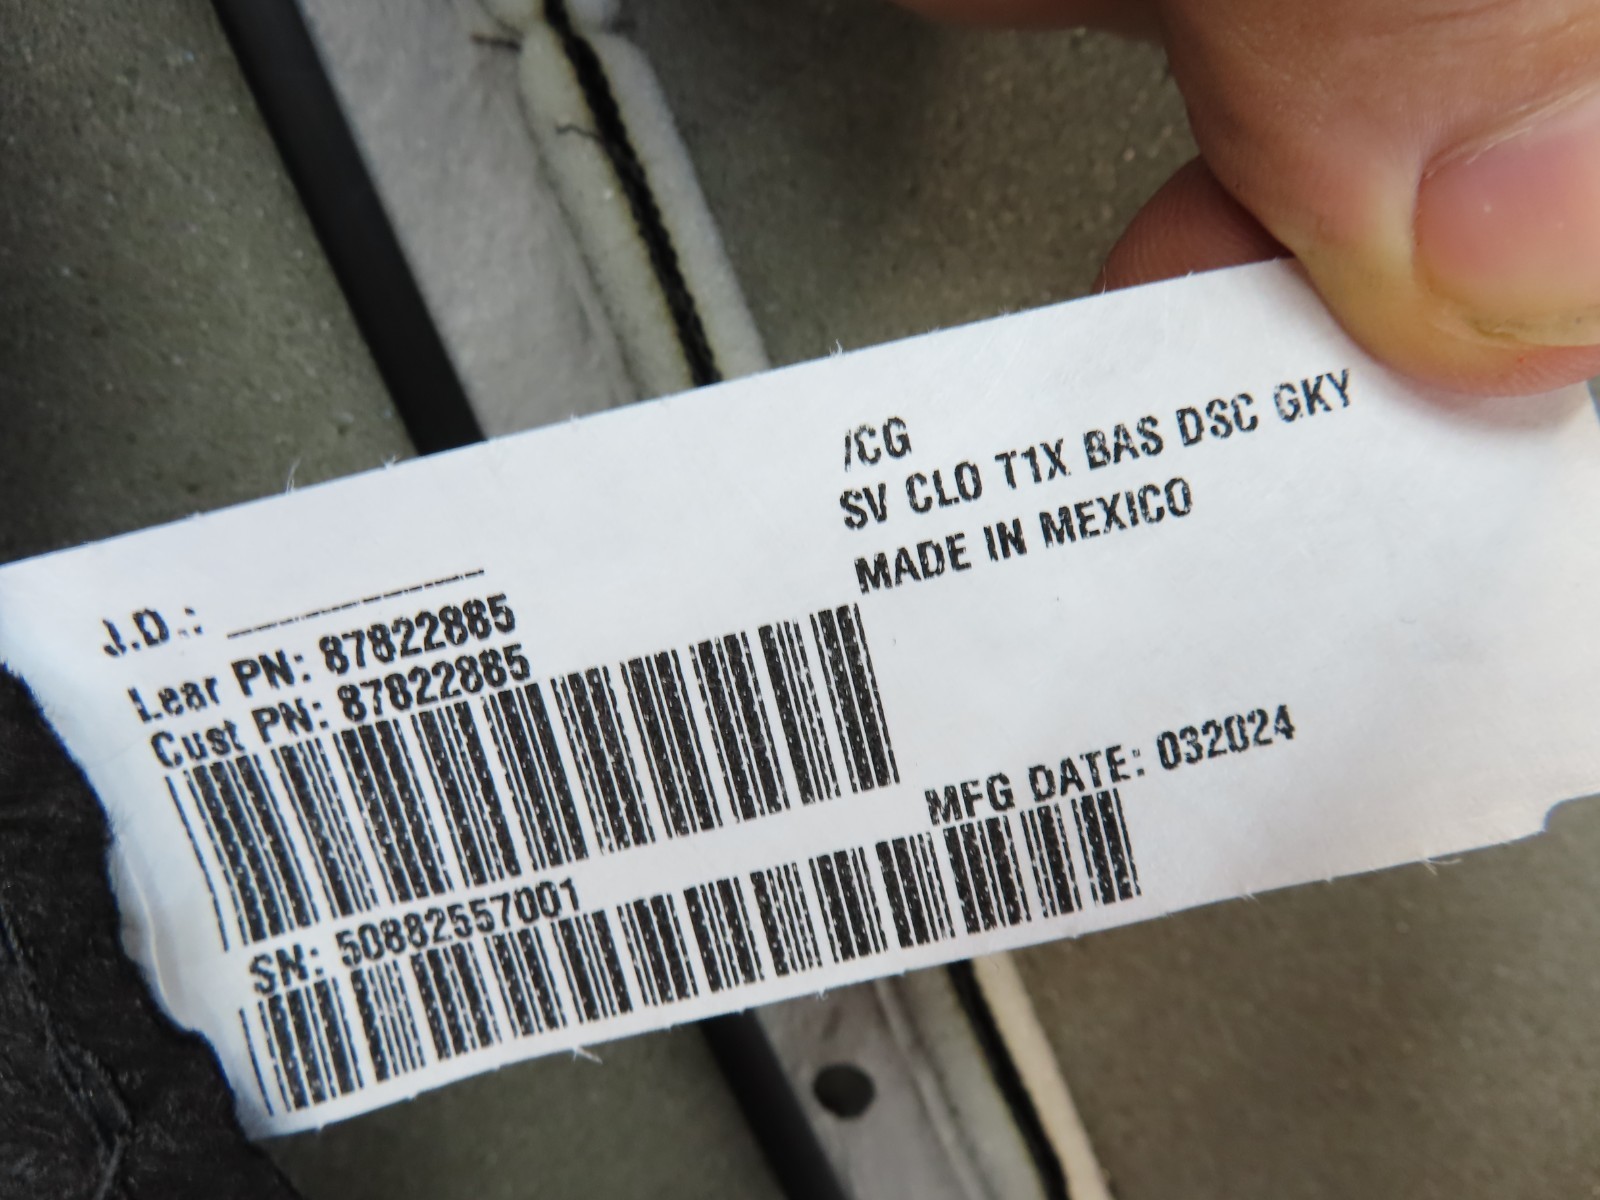 /CG
SV CLO T1X BAS DSC GKY
MADE IN MEXICO
J.D.: ____________
Lear PN: 87822885
Cust PN: 87822885
MFG DATE: 032024
SN: 50882557001